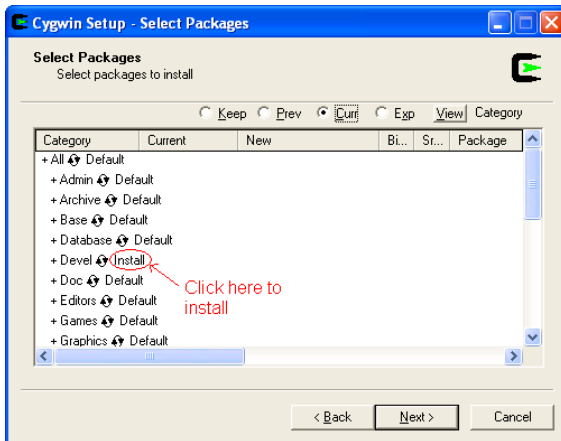 Cygwin Setup - Select Packages
Select Packages
Select packages to install
Keep Prev Curr Exp View Category
Category Current New Bi... Sr... Package
+ All Default
+ Admin Default
+ Archive Default
+ Base Default
+ Database Default
+ Devel Install
+ Doc Default
+ Editors Default
+ Games Default
+ Graphics Default
Click here to
install
< Back Next > Cancel